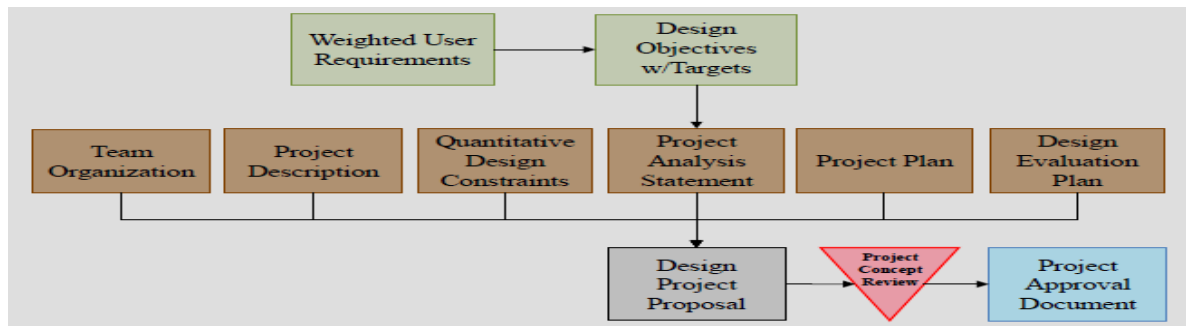 Weighted User
Requirements
Design
Objectives
w/Targets
Team
Organization
Project
Description
Quantitative
Design
Constraints
Project
Analysis
Statement
Project Plan
Design
Evaluation
Plan
Design
Project
Proposal
Project
Concept
Review
Project
Approval
Document